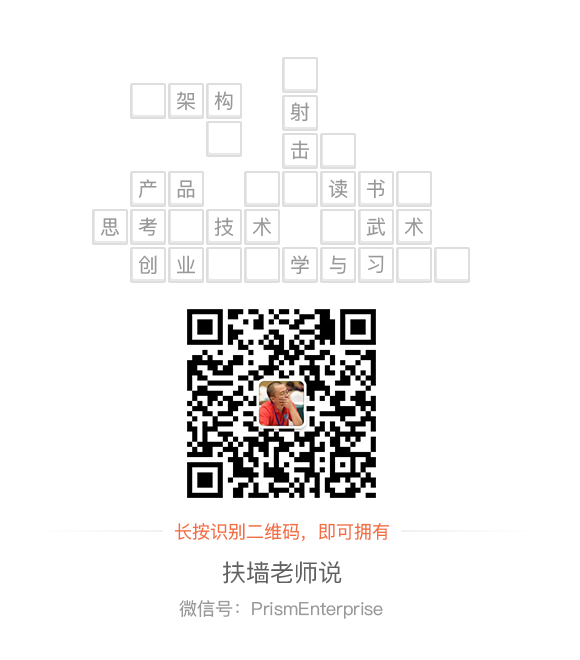 架构
射
击
产品 读书
思考 技术 武术
创业 学与习
长按识别二维码，即可拥有
扶墙老师说
微信号：PrismEnterprise